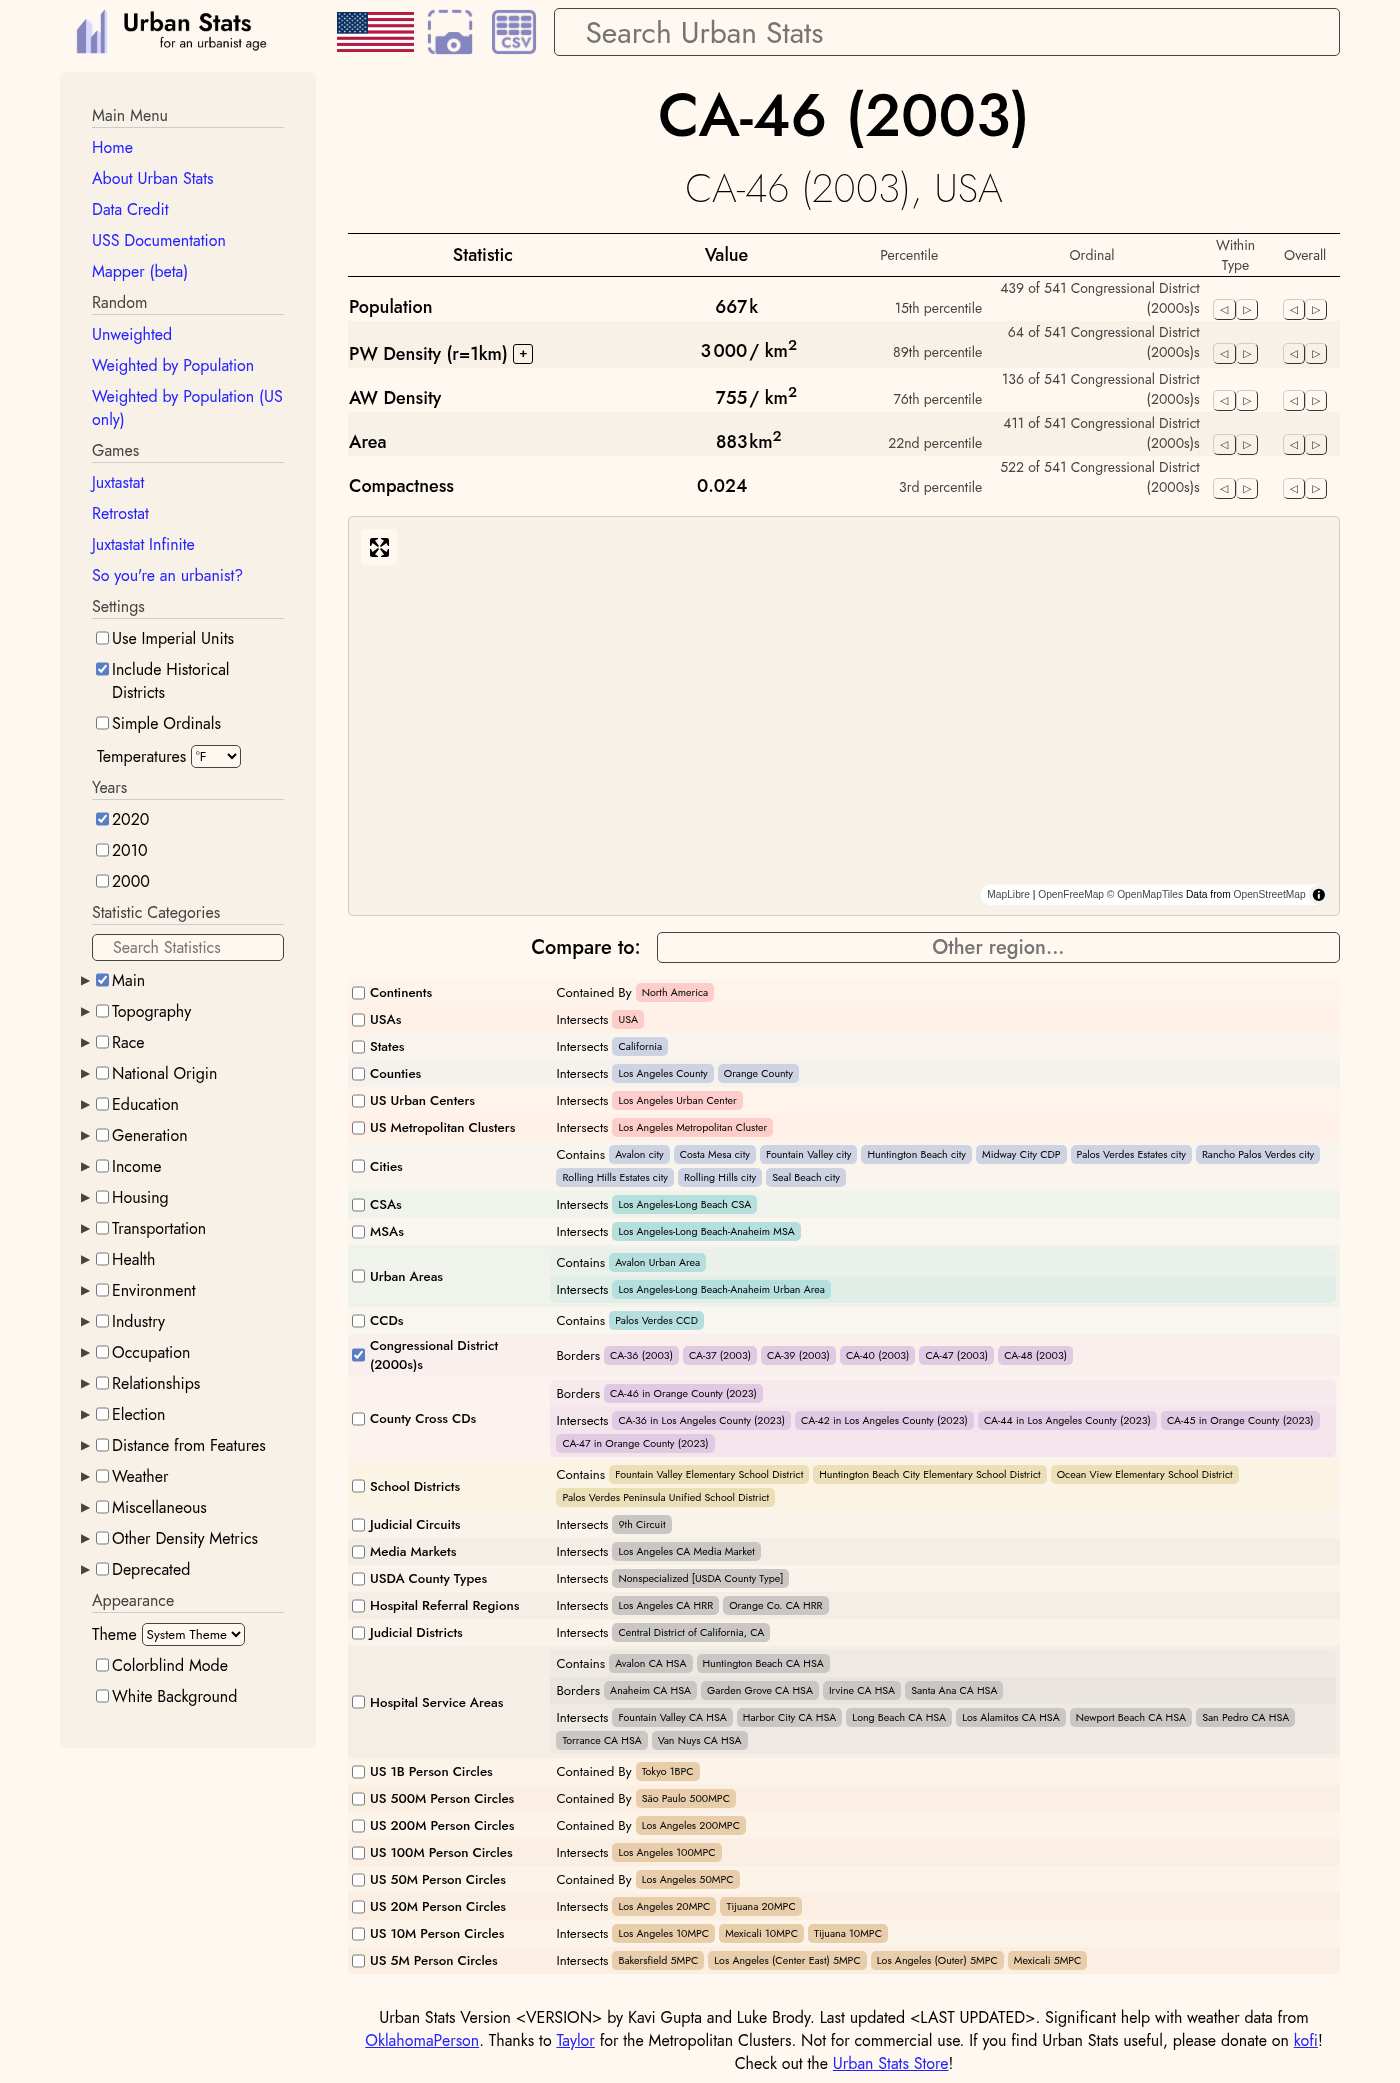 Urban Stats
for an urbanist age
CSV
Search Urban Stats
Main Menu
Home
About Urban Stats
Data Credit
USS Documentation
Mapper (beta)
Random
Unweighted
Weighted by Population
Weighted by Population (US
only)
Games
Juxtastat
Retrostat
Juxtastat Infinite
So you're an urbanist?
Settings
Use Imperial Units
Include Historical
Districts
Simple Ordinals
Temperatures °F
Years
2020
2010
2000
Statistic Categories
Search Statistics
Main
Topography
Race
National Origin
Education
Generation
Income
Housing
Transportation
Health
Environment
Industry
Occupation
Relationships
Election
Distance from Features
Weather
Miscellaneous
Other Density Metrics
Deprecated
Appearance
Theme System Theme
Colorblind Mode
White Background
CA-46 (2003)
CA-46 (2003), USA
Statistic Value Percentile Ordinal Within Type Overall
Population 667k 15th percentile 439 of 541 Congressional District (2000s)s
PW Density (r=1km) + 3 000 / km² 89th percentile 64 of 541 Congressional District (2000s)s
AW Density 755 / km² 76th percentile 136 of 541 Congressional District (2000s)s
Area 883 km² 22nd percentile 411 of 541 Congressional District (2000s)s
Compactness 0.024 3rd percentile 522 of 541 Congressional District (2000s)s
MapLibre | OpenFreeMap © OpenMapTiles Data from OpenStreetMap
Compare to: Other region...
Continents Contained By North America
USAs Intersects USA
States Intersects California
Counties Intersects Los Angeles County Orange County
US Urban Centers Intersects Los Angeles Urban Center
US Metropolitan Clusters Intersects Los Angeles Metropolitan Cluster
Cities Contains Avalon city Costa Mesa city Fountain Valley city Huntington Beach city Midway City CDP Palos Verdes Estates city Rancho Palos Verdes city
Rolling Hills Estates city Rolling Hills city Seal Beach city
CSAs Intersects Los Angeles-Long Beach CSA
MSAs Intersects Los Angeles-Long Beach-Anaheim MSA
Urban Areas Contains Avalon Urban Area
Intersects Los Angeles-Long Beach-Anaheim Urban Area
CCDs Contains Palos Verdes CCD
Congressional District (2000s)s Borders CA-36 (2003) CA-37 (2003) CA-39 (2003) CA-40 (2003) CA-47 (2003) CA-48 (2003)
County Cross CDs Borders CA-46 in Orange County (2023)
Intersects CA-36 in Los Angeles County (2023) CA-42 in Los Angeles County (2023) CA-44 in Los Angeles County (2023) CA-45 in Orange County (2023)
CA-47 in Orange County (2023)
School Districts Contains Fountain Valley Elementary School District Huntington Beach City Elementary School District Ocean View Elementary School District
Palos Verdes Peninsula Unified School District
Judicial Circuits Intersects 9th Circuit
Media Markets Intersects Los Angeles CA Media Market
USDA County Types Intersects Nonspecialized [USDA County Type]
Hospital Referral Regions Intersects Los Angeles CA HRR Orange Co. CA HRR
Judicial Districts Intersects Central District of California, CA
Hospital Service Areas Contains Avalon CA HSA Huntington Beach CA HSA
Borders Anaheim CA HSA Garden Grove CA HSA Irvine CA HSA Santa Ana CA HSA
Intersects Fountain Valley CA HSA Harbor City CA HSA Long Beach CA HSA Los Alamitos CA HSA Newport Beach CA HSA San Pedro CA HSA
Torrance CA HSA Van Nuys CA HSA
US 1B Person Circles Contained By Tokyo 1BPC
US 500M Person Circles Contained By São Paulo 500MPC
US 200M Person Circles Contained By Los Angeles 200MPC
US 100M Person Circles Intersects Los Angeles 100MPC
US 50M Person Circles Contained By Los Angeles 50MPC
US 20M Person Circles Intersects Los Angeles 20MPC Tijuana 20MPC
US 10M Person Circles Intersects Los Angeles 10MPC Mexicali 10MPC Tijuana 10MPC
US 5M Person Circles Intersects Bakersfield 5MPC Los Angeles (Center East) 5MPC Los Angeles (Outer) 5MPC Mexicali 5MPC
Urban Stats Version <VERSION> by Kavi Gupta and Luke Brody. Last updated <LAST UPDATED>. Significant help with weather data from
OklahomaPerson. Thanks to Taylor for the Metropolitan Clusters. Not for commercial use. If you find Urban Stats useful, please donate on kofi!
Check out the Urban Stats Store!